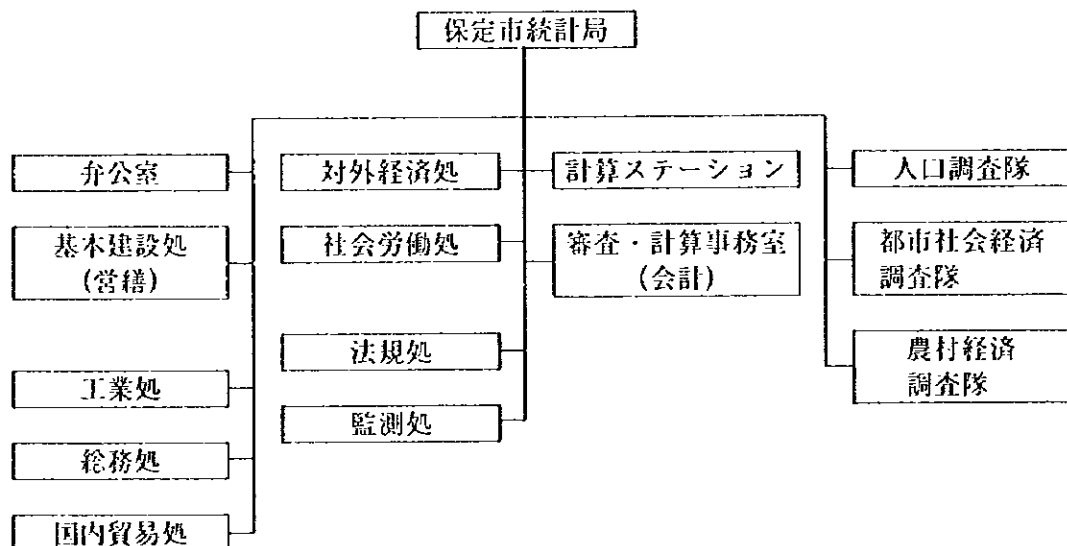 保定市統計局
弁公室
対外経済処
計算ステーション
人口調査隊
基本建設処
(営繕)
社会労働処
審査・計算事務室
(会計)
都市社会経済
調査隊
法規処
農村経済
調査隊
工業処
監測処
総務処
国内貿易処